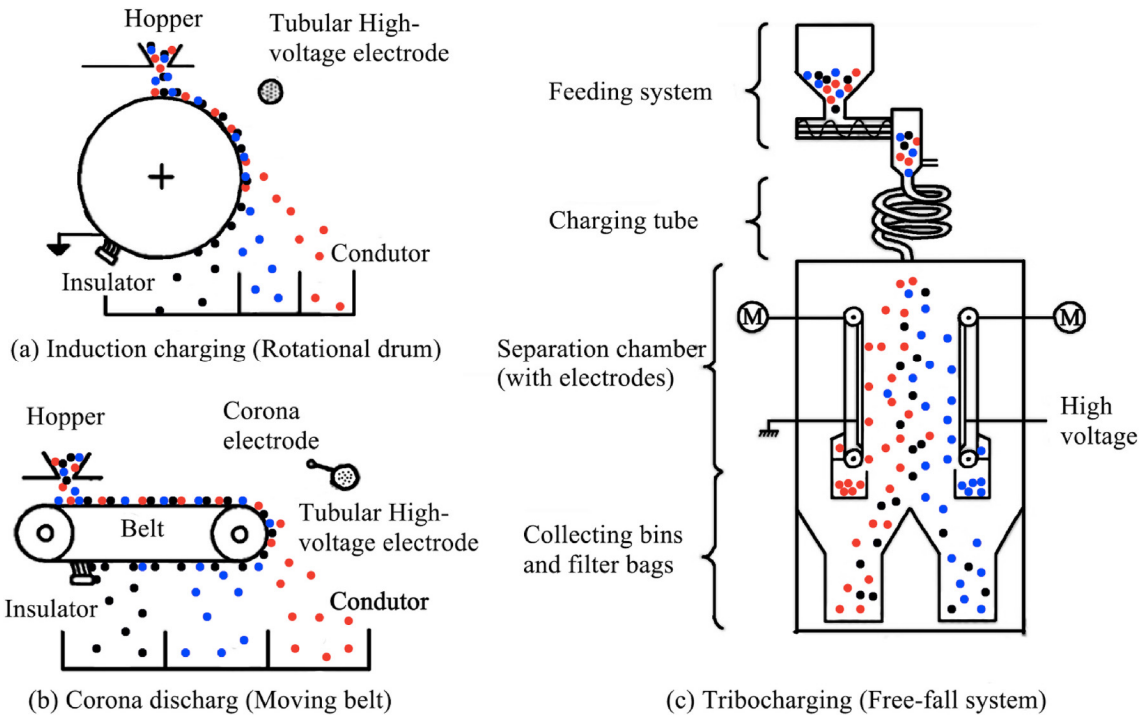 Hopper
Tubular High-
voltage electrode
Insulator
Condutor
(a) Induction charging (Rotational drum)
Hopper
Corona
electrode
Belt
Tubular High-
voltage electrode
Insulator
Condutor
(b) Corona discharg (Moving belt)
Feeding system
Charging tube
M
M
Separation chamber
(with electrodes)
High
voltage
Collecting bins
and filter bags
(c) Tribocharging (Free-fall system)